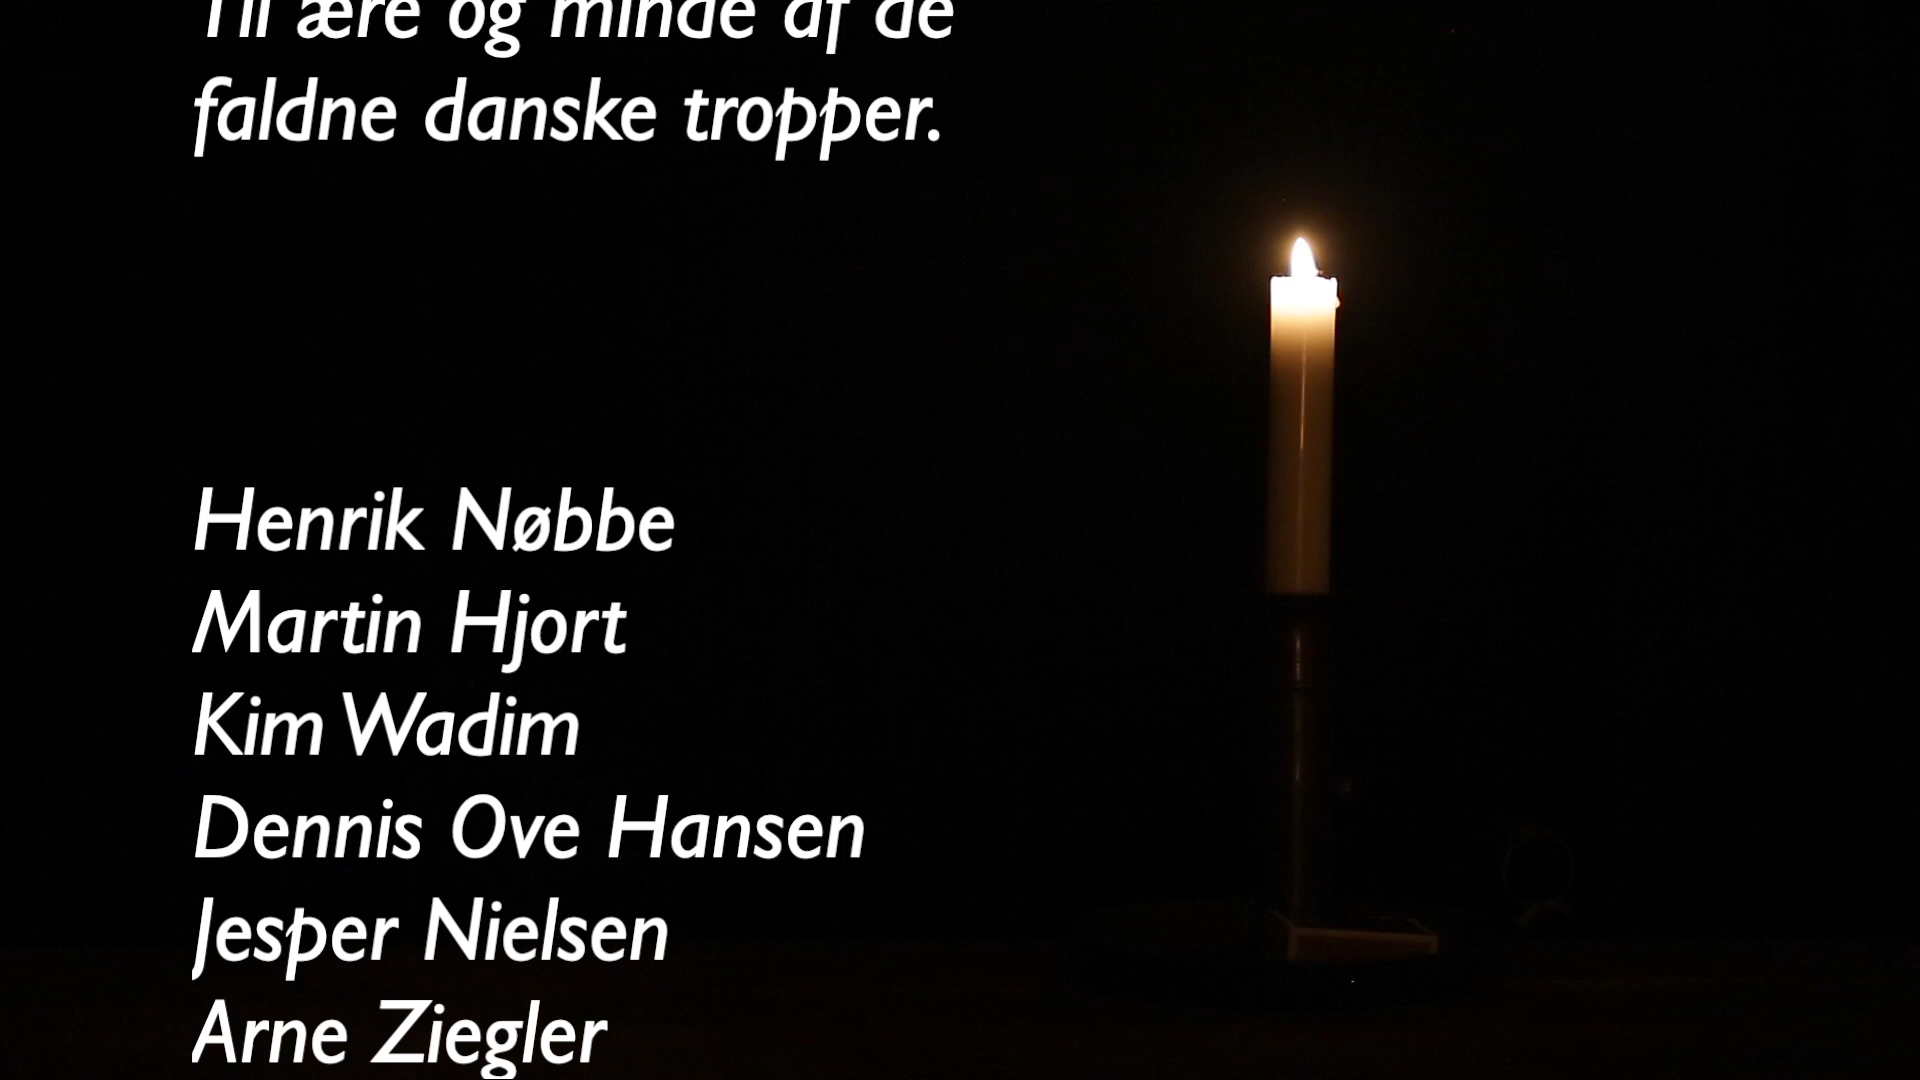 Til ære og minde af de
faldne danske tropper.
Henrik Nøbbe
Martin Hjort
Kim Wadim
Dennis Ove Hansen
Jesper Nielsen
Arne Ziegler